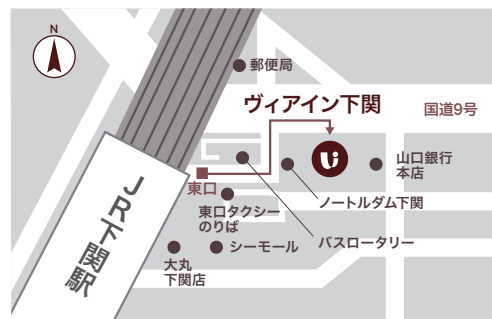 N
郵便局
ヴィアイン下関
国道9号
山口銀行
本店
東口
ノートルダム下関
東口タクシー
のりば
バスロータリー
シーモール
大丸
下関店
JR下関駅
Vi